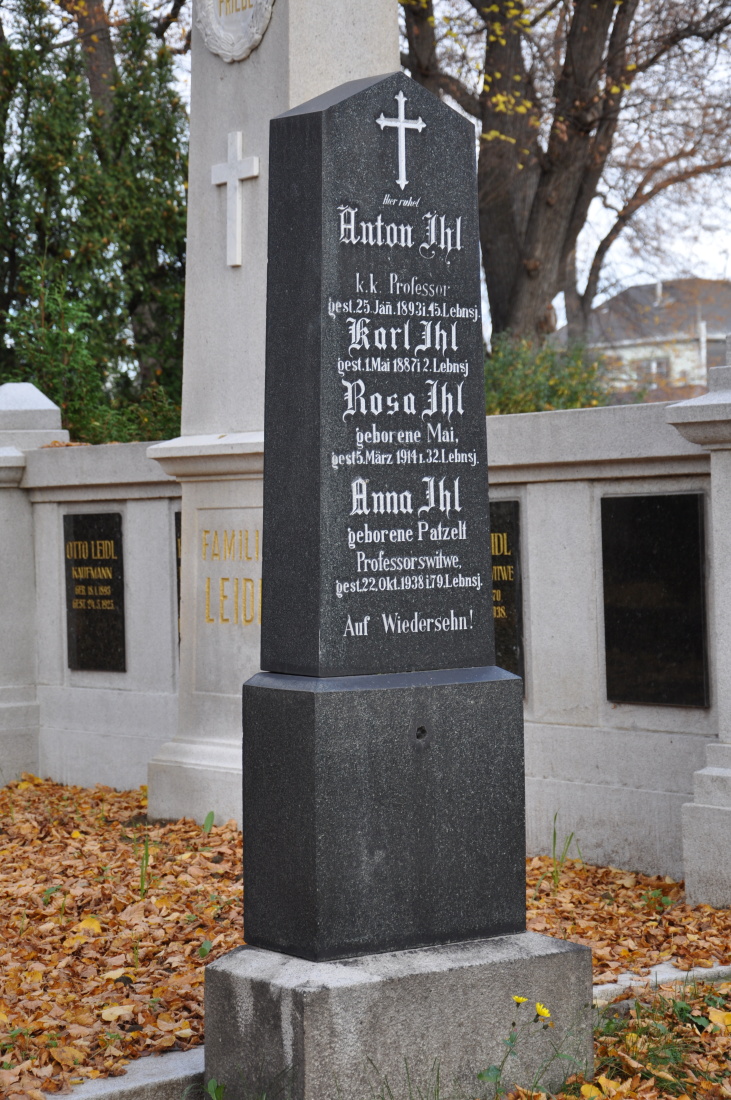 FRIEDE
Hier ruhet
Anton Ihl
k.k. Professor
gest. 25. Jän. 1893 i. 45. Lebnsj.
Karl Ihl
gest. 1. Mai 1887 i. 2. Lebnsj
Rosa Ihl
geborene Mai,
gest. 5. März 1914 i. 32. Lebnsj.
Anna Ihl
geborene Patzelt
Professorswitwe,
gest. 22. Okt. 1938 i. 79. Lebnsj.
Auf Wiedersehn!
OTTO LEIDL
KAUFMANN
FAMILIE
LEIDL